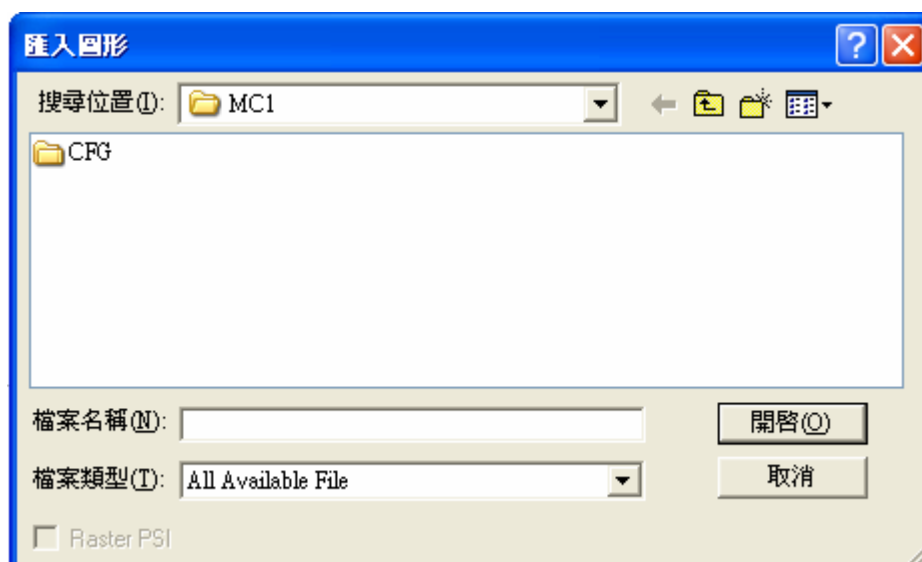 匯入圖形
搜尋位置(I): MC1
CFG
檔案名稱(N): 開啓(O)
檔案類型(T): All Available File 取消
Raster PSI